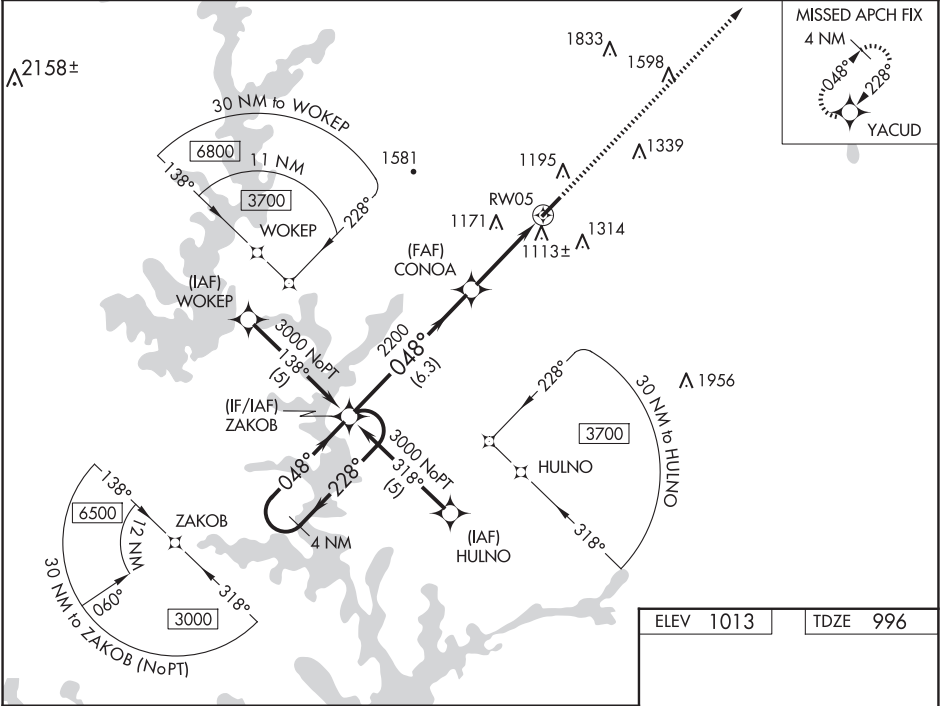 MISSED APCH FIX
4 NM
048°
228°
YACUD
2158±
1833
1598
1339
1195
1581
30 NM to WOKEP
6800
11 NM
138°
3700
228°
WOKEP
RW05
1171
1113±
1314
(FAF)
CONOA
(IAF)
WOKEP
3000 NoPT
138°
(5)
2200
048°
(6.3)
(IF/IAF)
ZAKOB
3000 NoPT
318°
(5)
048°
228°
4 NM
(IAF)
HULNO
228°
1956
30 NM to HULNO
3700
HULNO
318°
138°
6500
12 NM
ZAKOB
060°
318°
3000
30 NM to ZAKOB (NoPT)
ELEV 1013
TDZE 996